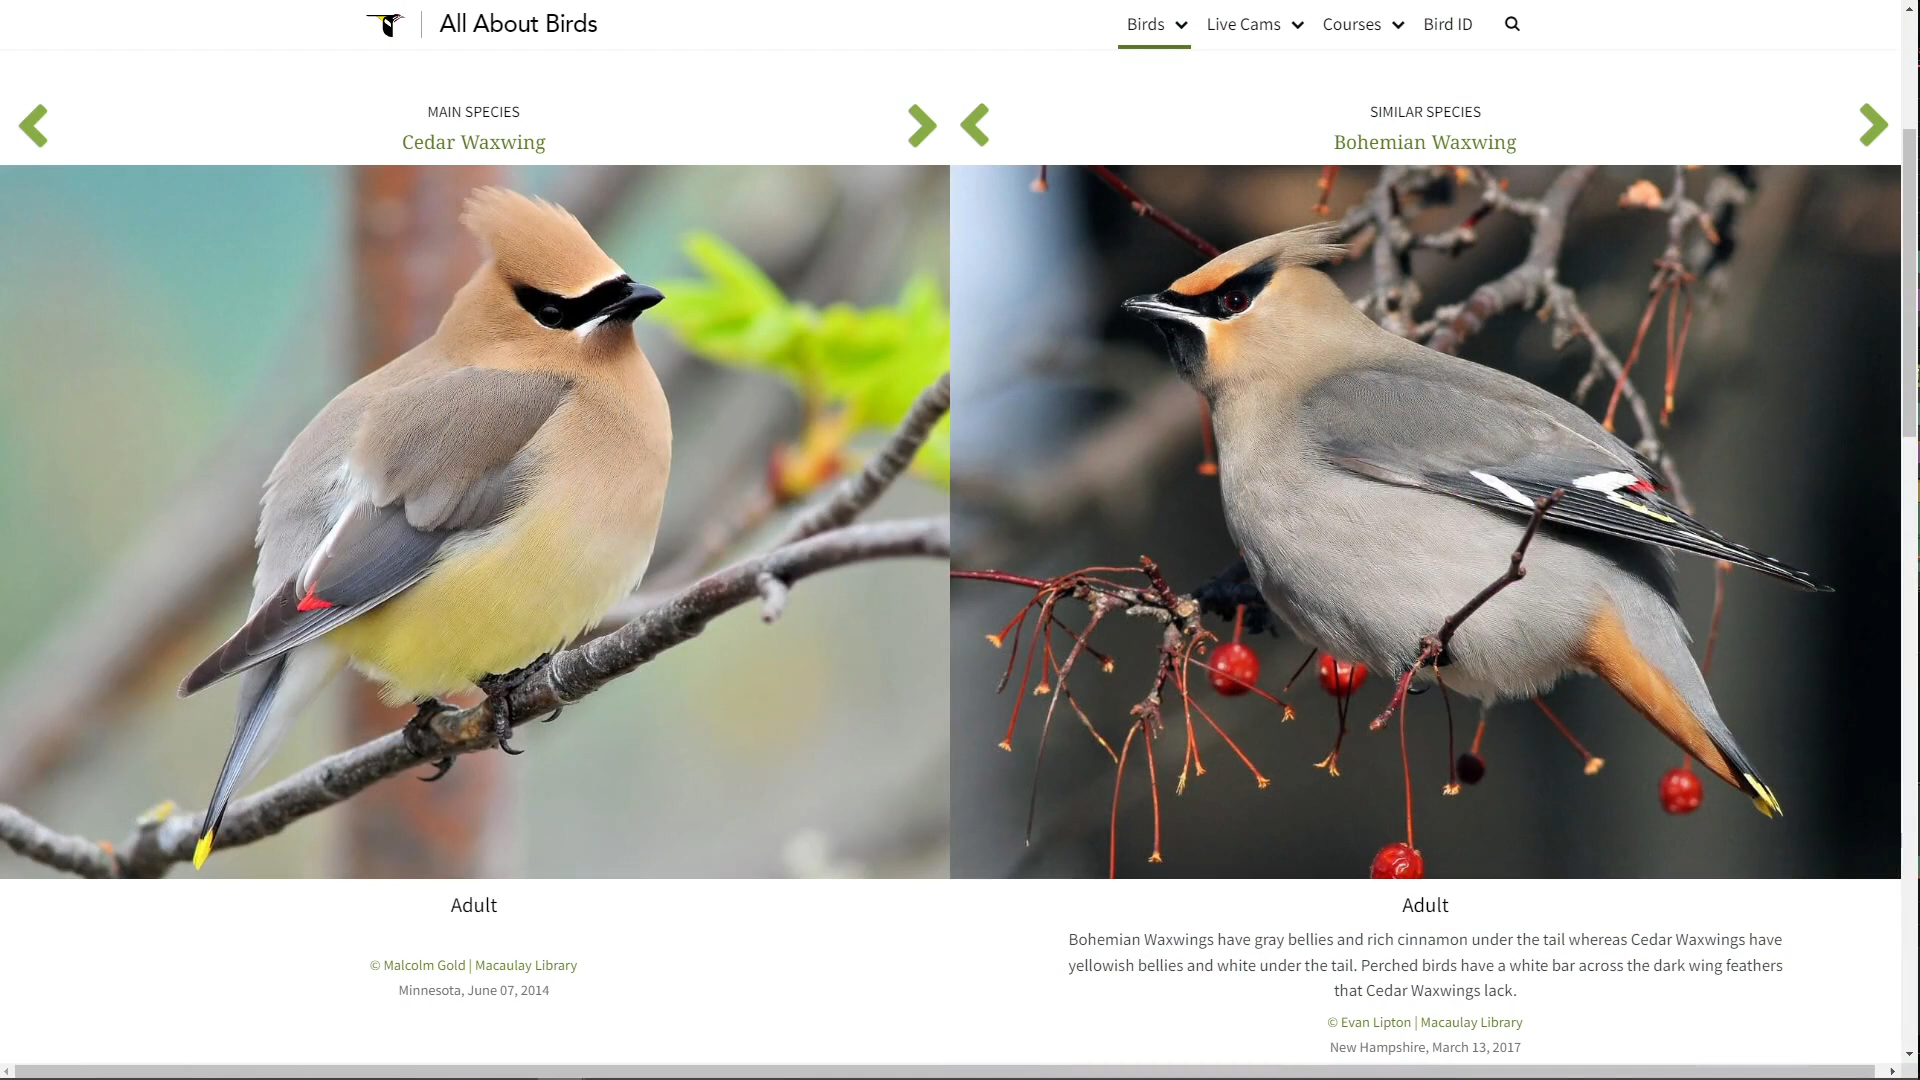 All About Birds
Birds
Live Cams
Courses
Bird ID
MAIN SPECIES
Cedar Waxwing
SIMILAR SPECIES
Bohemian Waxwing
Adult
© Malcolm Gold | Macaulay Library
Minnesota, June 07, 2014
Adult
Bohemian Waxwings have gray bellies and rich cinnamon under the tail whereas Cedar Waxwings have
yellowish bellies and white under the tail. Perched birds have a white bar across the dark wing feathers
that Cedar Waxwings lack.
© Evan Lipton | Macaulay Library
New Hampshire, March 13, 2017